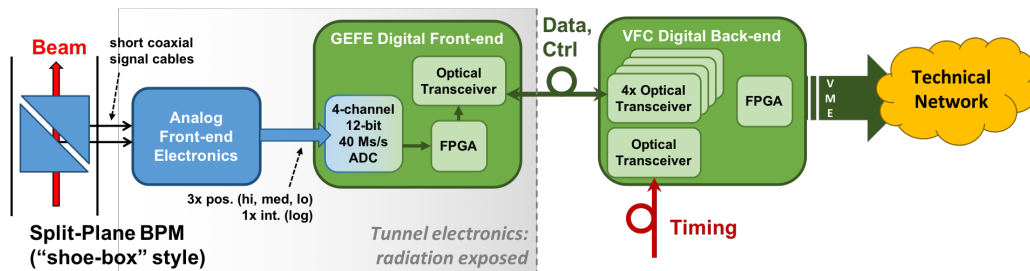 Beam
short coaxial
signal cables
Analog
Front-end
Electronics
3x pos. (hi, med, lo)
1x int. (log)
Split-Plane BPM
(“shoe-box” style)
GEFE Digital Front-end
Optical
Transceiver
4-channel
12-bit
40 Ms/s
ADC
FPGA
Tunnel electronics:
radiation exposed
Data,
Ctrl
VFC Digital Back-end
4x Optical
Transceiver
FPGA
Optical
Transceiver
Timing
VME
Technical
Network